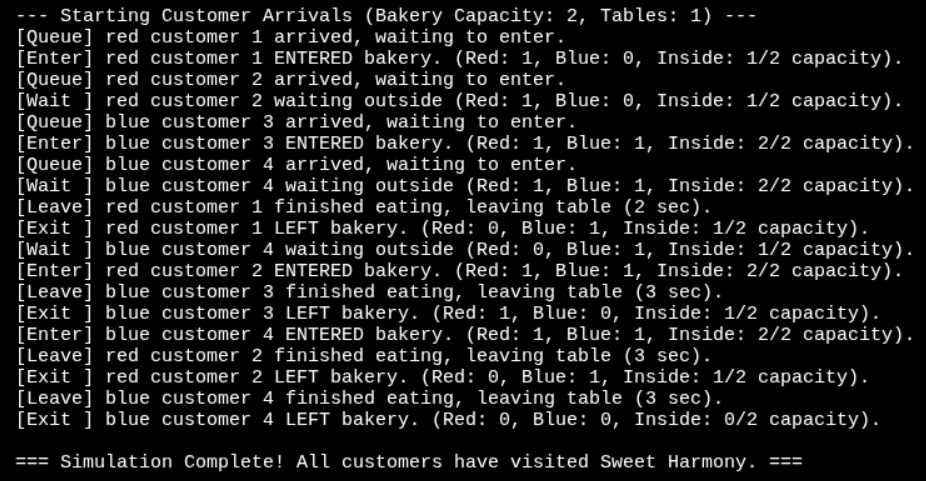 --- Starting Customer Arrivals (Bakery Capacity: 2, Tables: 1) ---
[Queue] red customer 1 arrived, waiting to enter.
[Enter] red customer 1 ENTERED bakery. (Red: 1, Blue: 0, Inside: 1/2 capacity).
[Queue] red customer 2 arrived, waiting to enter.
[Wait ] red customer 2 waiting outside (Red: 1, Blue: 0, Inside: 1/2 capacity).
[Queue] blue customer 3 arrived, waiting to enter.
[Enter] blue customer 3 ENTERED bakery. (Red: 1, Blue: 1, Inside: 2/2 capacity).
[Queue] blue customer 4 arrived, waiting to enter.
[Wait ] blue customer 4 waiting outside (Red: 1, Blue: 1, Inside: 2/2 capacity).
[Leave] red customer 1 finished eating, leaving table (2 sec).
[Exit ] red customer 1 LEFT bakery. (Red: 0, Blue: 1, Inside: 1/2 capacity).
[Wait ] blue customer 4 waiting outside (Red: 0, Blue: 1, Inside: 1/2 capacity).
[Enter] red customer 2 ENTERED bakery. (Red: 1, Blue: 1, Inside: 2/2 capacity).
[Leave] blue customer 3 finished eating, leaving table (3 sec).
[Exit ] blue customer 3 LEFT bakery. (Red: 1, Blue: 0, Inside: 1/2 capacity).
[Enter] blue customer 4 ENTERED bakery. (Red: 1, Blue: 1, Inside: 2/2 capacity).
[Leave] red customer 2 finished eating, leaving table (3 sec).
[Exit ] red customer 2 LEFT bakery. (Red: 0, Blue: 1, Inside: 1/2 capacity).
[Leave] blue customer 4 finished eating, leaving table (3 sec).
[Exit ] blue customer 4 LEFT bakery. (Red: 0, Blue: 0, Inside: 0/2 capacity).
=== Simulation Complete! All customers have visited Sweet Harmony. ===